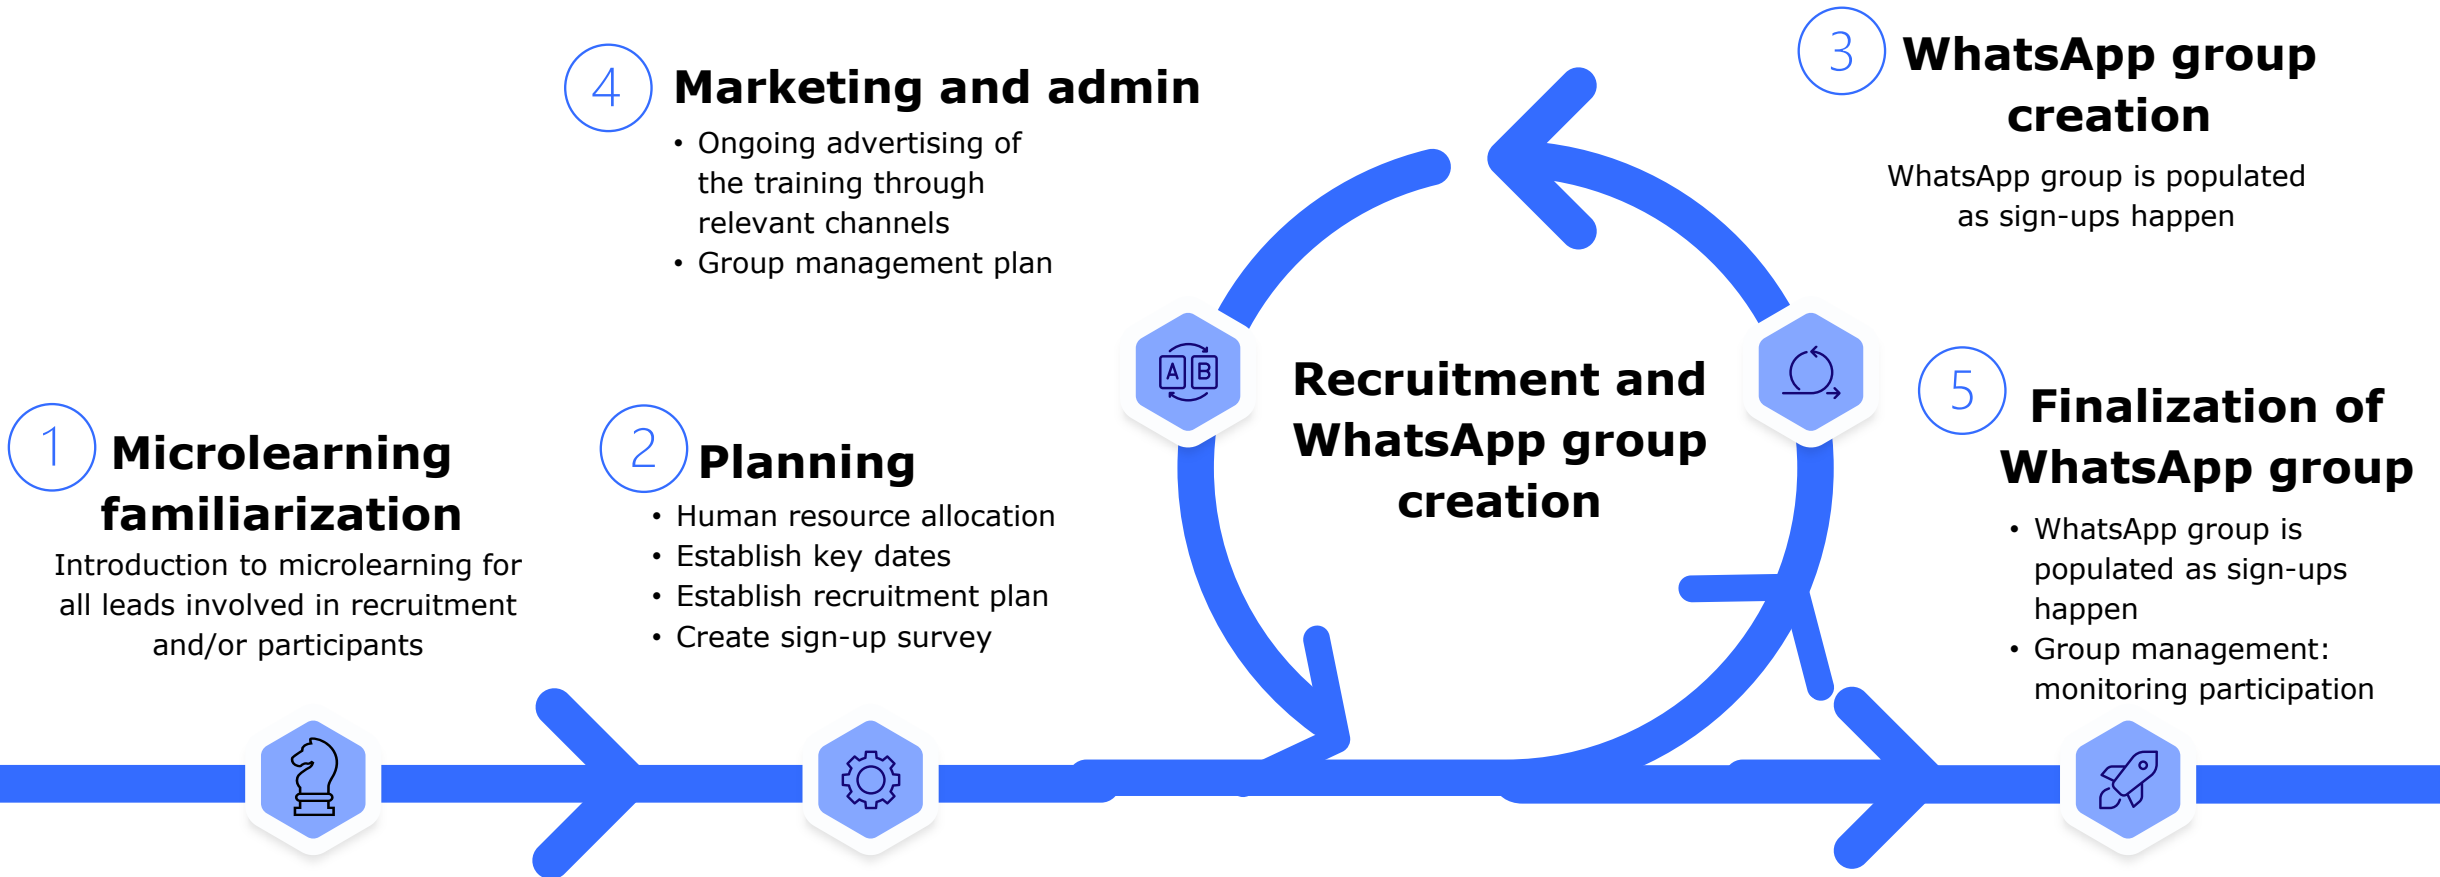 1
Microlearning
familiarization
Introduction to microlearning for
all leads involved in recruitment
and/or participants
2
Planning
• Human resource allocation
• Establish key dates
• Establish recruitment plan
• Create sign-up survey
3
WhatsApp group
creation
WhatsApp group is populated
as sign-ups happen
4
Marketing and admin
• Ongoing advertising of
the training through
relevant channels
• Group management plan
A B
Recruitment and
WhatsApp group
creation
5
Finalization of
WhatsApp group
• WhatsApp group is
populated as sign-ups
happen
• Group management:
monitoring participation